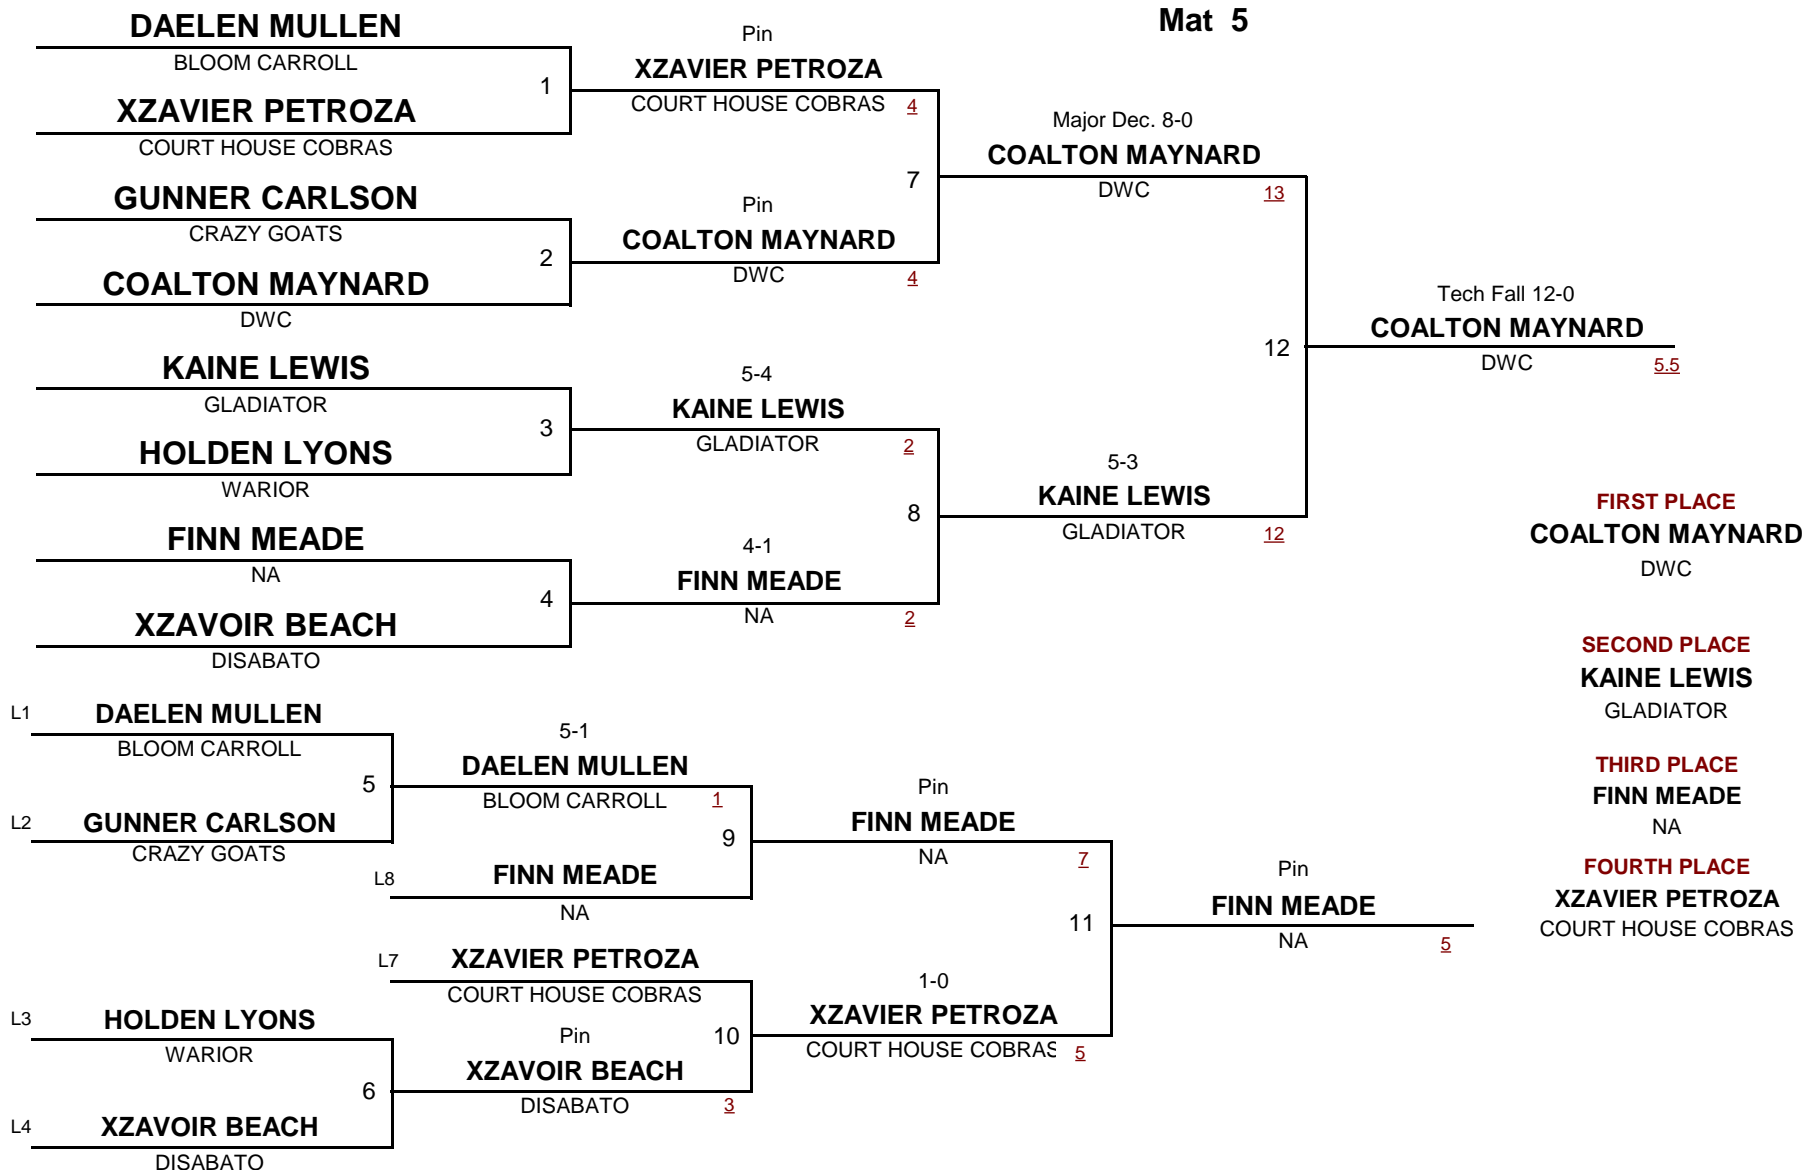 Mat 5
DAELEN MULLEN
BLOOM CARROLL
1
XZAVIER PETROZA
COURT HOUSE COBRAS
GUNNER CARLSON
CRAZY GOATS
2
COALTON MAYNARD
DWC
KAINE LEWIS
GLADIATOR
3
HOLDEN LYONS
WARIOR
FINN MEADE
NA
4
XZAVOIR BEACH
DISABATO
Pin
XZAVIER PETROZA
COURT HOUSE COBRAS 4
7
Pin
COALTON MAYNARD
DWC 4
5-4
KAINE LEWIS
GLADIATOR 2
8
4-1
FINN MEADE
NA 2
Major Dec. 8-0
COALTON MAYNARD
DWC 13
12
5-3
KAINE LEWIS
GLADIATOR 12
Tech Fall 12-0
COALTON MAYNARD
DWC 5.5
FIRST PLACE
COALTON MAYNARD
DWC
SECOND PLACE
KAINE LEWIS
GLADIATOR
THIRD PLACE
FINN MEADE
NA
FOURTH PLACE
XZAVIER PETROZA
COURT HOUSE COBRAS
L1 DAELEN MULLEN
BLOOM CARROLL
5
L2 GUNNER CARLSON
CRAZY GOATS
5-1
DAELEN MULLEN
BLOOM CARROLL 1
9
L8 FINN MEADE
NA
L7 XZAVIER PETROZA
COURT HOUSE COBRAS
10
L3 HOLDEN LYONS
WARIOR
6
L4 XZAVOIR BEACH
DISABATO
Pin
XZAVOIR BEACH
DISABATO 3
Pin
FINN MEADE
NA 7
11
1-0
XZAVIER PETROZA
COURT HOUSE COBRAS 5
Pin
FINN MEADE
NA 5